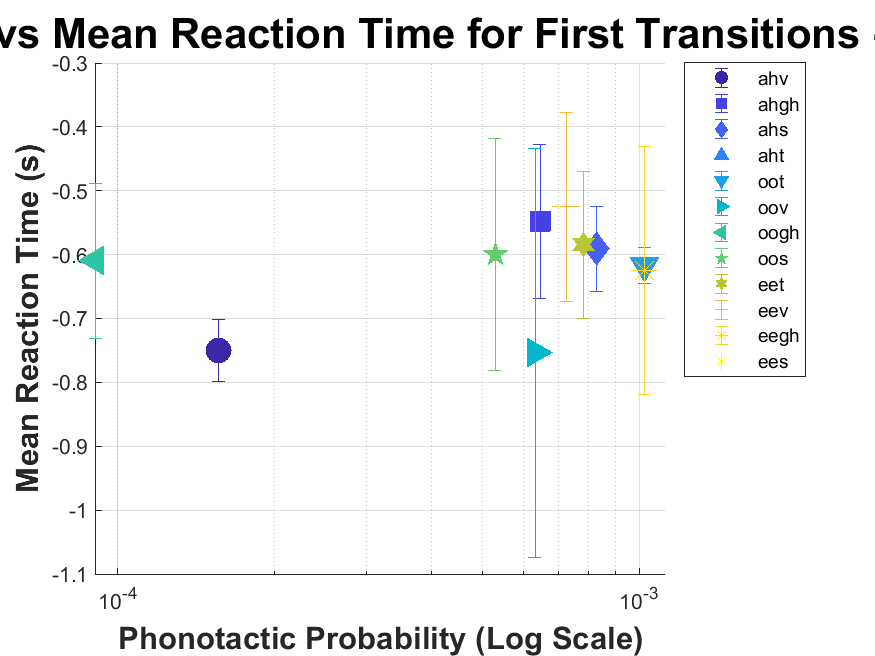 vs Mean Reaction Time for First Transitions -
Mean Reaction Time (s)
-0.3
-0.4
-0.5
-0.6
-0.7
-0.8
-0.9
-1
-1.1
10^-4
10^-3
Phonotactic Probability (Log Scale)
ahv
ahgh
ahs
aht
oot
oov
oogh
oos
eet
eev
eegh
ees